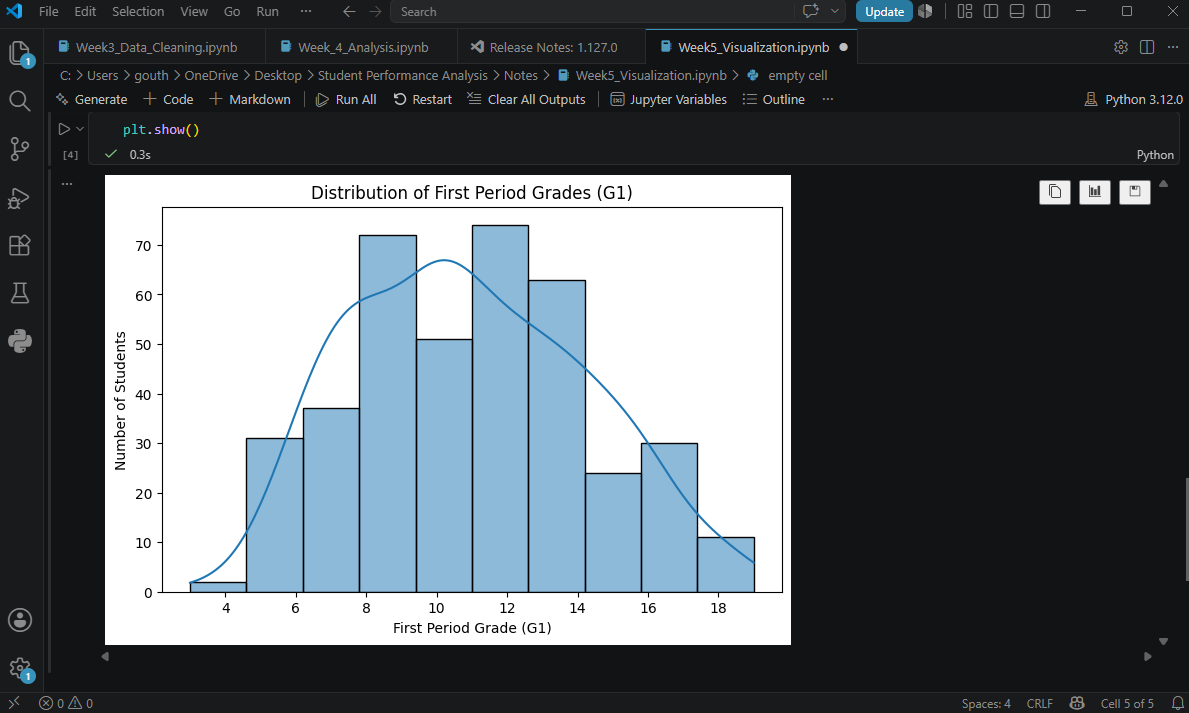 File Edit Selection View Go Run ··· Search Update
Week3_Data_Cleaning.ipynb Week_4_Analysis.ipynb Release Notes: 1.127.0 Week5_Visualization.ipynb
C: > Users > gouth > OneDrive > Desktop > Student Performance Analysis > Notes > Week5_Visualization.ipynb > empty cell
Generate + Code + Markdown Run All Restart Clear All Outputs Jupyter Variables Outline ··· Python 3.12.0
plt.show()
[4] 0.3s Python
Distribution of First Period Grades (G1)
70
60
50
40
30
20
10
0
Number of Students
4 6 8 10 12 14 16 18
First Period Grade (G1)
1
1
0 0 Spaces: 4 CRLF Cell 5 of 5